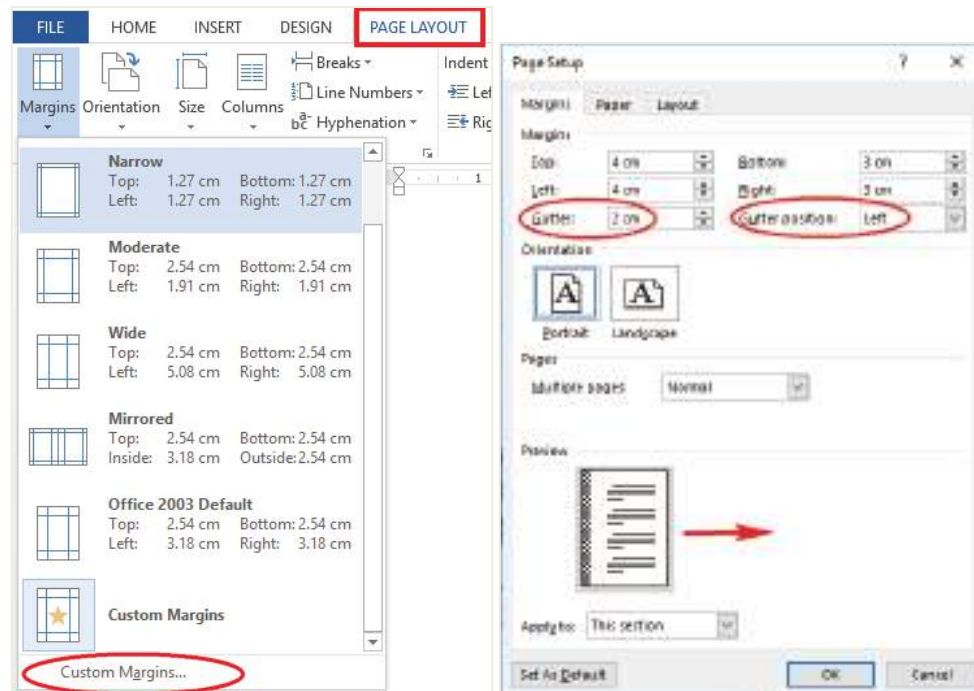 FILE HOME INSERT DESIGN PAGE LAYOUT
Margins Orientation Size Columns
Breaks
Line Numbers
Hyphenation
Indent
Lef
Rig
1
Narrow
Top: 1.27 cm Bottom: 1.27 cm
Left: 1.27 cm Right: 1.27 cm
Moderate
Top: 2.54 cm Bottom: 2.54 cm
Left: 1.91 cm Right: 1.91 cm
Wide
Top: 2.54 cm Bottom: 2.54 cm
Left: 5.08 cm Right: 5.08 cm
Mirrored
Top: 2.54 cm Bottom: 2.54 cm
Inside: 3.18 cm Outside: 2.54 cm
Office 2003 Default
Top: 2.54 cm Bottom: 2.54 cm
Left: 3.18 cm Right: 3.18 cm
Custom Margins
Custom Margins...
Page Setup ?
Margins Paper Layout
Margins
Top: 4 cm Bottom: 3 cm
Left: 4 cm Right: 3 cm
Gutter: 2 cm Gutter position: Left
Orientation
A A
Portrait Landscape
Pages
Multiple pages Normal
Preview
Apply to: This section
Set As Default OK Cancel